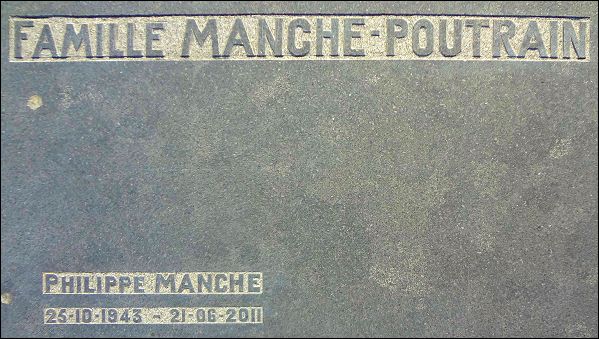 FAMILLE MANCHE-POUTRAIN
PHILIPPE MANCHE
25-10-1943 - 21-06-2011